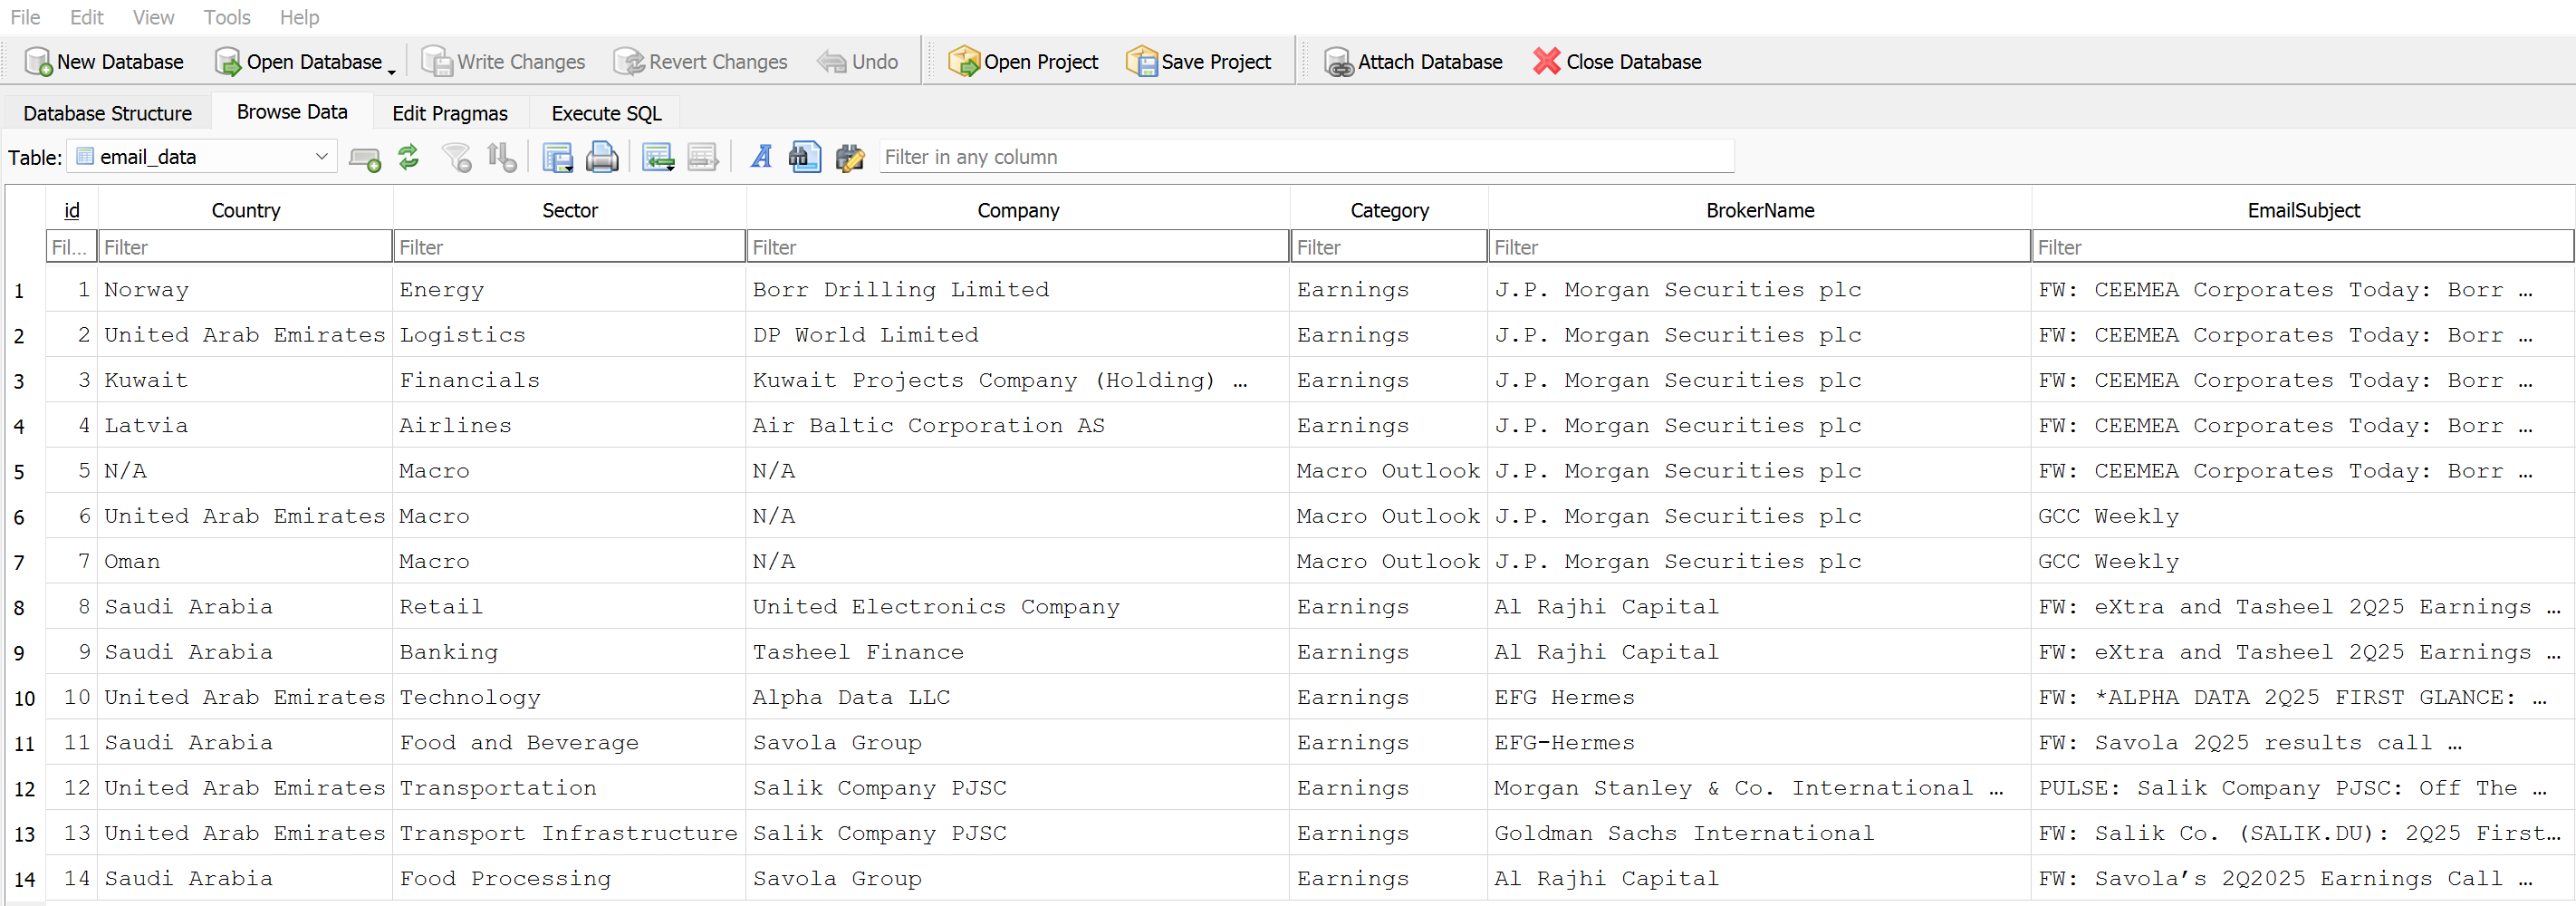 File Edit View Tools Help
New Database Open Database Write Changes Revert Changes Undo Open Project Save Project Attach Database Close Database
Database Structure Browse Data Edit Pragmas Execute SQL
Table: email_data Filter in any column
id Country Sector Company Category BrokerName EmailSubject
Fil... Filter Filter Filter Filter Filter Filter
1 1 Norway Energy Borr Drilling Limited Earnings J.P. Morgan Securities plc FW: CEEMEA Corporates Today: Borr …
2 2 United Arab Emirates Logistics DP World Limited Earnings J.P. Morgan Securities plc FW: CEEMEA Corporates Today: Borr …
3 3 Kuwait Financials Kuwait Projects Company (Holding) … Earnings J.P. Morgan Securities plc FW: CEEMEA Corporates Today: Borr …
4 4 Latvia Airlines Air Baltic Corporation AS Earnings J.P. Morgan Securities plc FW: CEEMEA Corporates Today: Borr …
5 5 N/A Macro N/A Macro Outlook J.P. Morgan Securities plc FW: CEEMEA Corporates Today: Borr …
6 6 United Arab Emirates Macro N/A Macro Outlook J.P. Morgan Securities plc GCC Weekly
7 7 Oman Macro N/A Macro Outlook J.P. Morgan Securities plc GCC Weekly
8 8 Saudi Arabia Retail United Electronics Company Earnings Al Rajhi Capital FW: eXtra and Tasheel 2Q25 Earnings …
9 9 Saudi Arabia Banking Tasheel Finance Earnings Al Rajhi Capital FW: eXtra and Tasheel 2Q25 Earnings …
10 10 United Arab Emirates Technology Alpha Data LLC Earnings EFG Hermes FW: *ALPHA DATA 2Q25 FIRST GLANCE: …
11 11 Saudi Arabia Food and Beverage Savola Group Earnings EFG-Hermes FW: Savola 2Q25 results call …
12 12 United Arab Emirates Transportation Salik Company PJSC Earnings Morgan Stanley & Co. International … PULSE: Salik Company PJSC: Off The …
13 13 United Arab Emirates Transport Infrastructure Salik Company PJSC Earnings Goldman Sachs International FW: Salik Co. (SALIK.DU): 2Q25 First…
14 14 Saudi Arabia Food Processing Savola Group Earnings Al Rajhi Capital FW: Savola’s 2Q2025 Earnings Call …